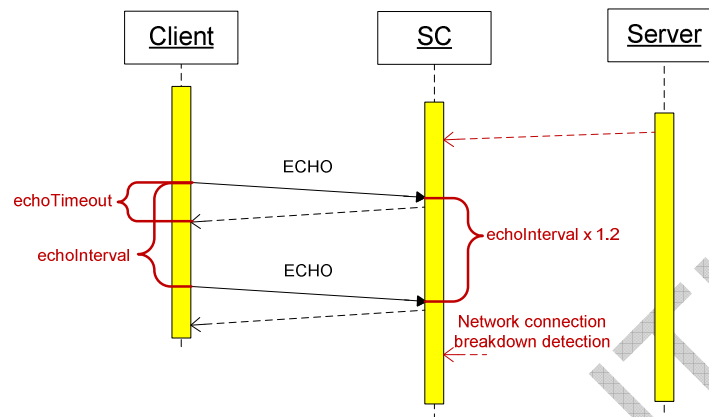 Client
SC
Server
ECHO
echoTimeout
echoInterval x 1.2
echoInterval
ECHO
Network connection
breakdown detection